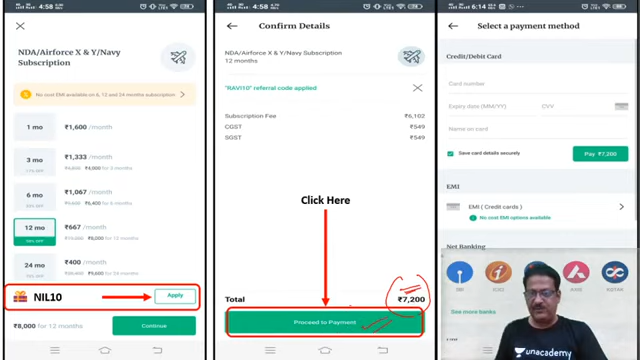 4:58
NDA/Airforce X & Y/Navy
Subscription
No cost EMI available on 6, 12 and 24 months subscription
1 mo
₹1,600 /month
3 mo
₹1,333 /month
₹4,000 for 3 months
6 mo
₹1,067 /month
₹6,400 for 6 months
12 mo
₹667 /month
₹8,000 for 12 months
24 mo
₹400 /month
NIL10
Apply
₹8,000 for 12 months
Continue
4:58
Confirm Details
NDA/Airforce X & Y/Navy Subscription
12 months
"RAVI10" referral code applied
Subscription Fee
₹6,102
CGST
₹549
SGST
₹549
Click Here
Total
₹7,200
Proceed to Payment
6:14 AM
Select a payment method
Credit/Debit Card
Card number
Expiry date (MM/YY)
CVV
Name on card
Save card details securely
Pay ₹7,200
EMI
EMI (Credit cards)
No cost EMI options available
Net Banking
SBI
ICICI
AXIS
KOTAK
See more banks
unacademy